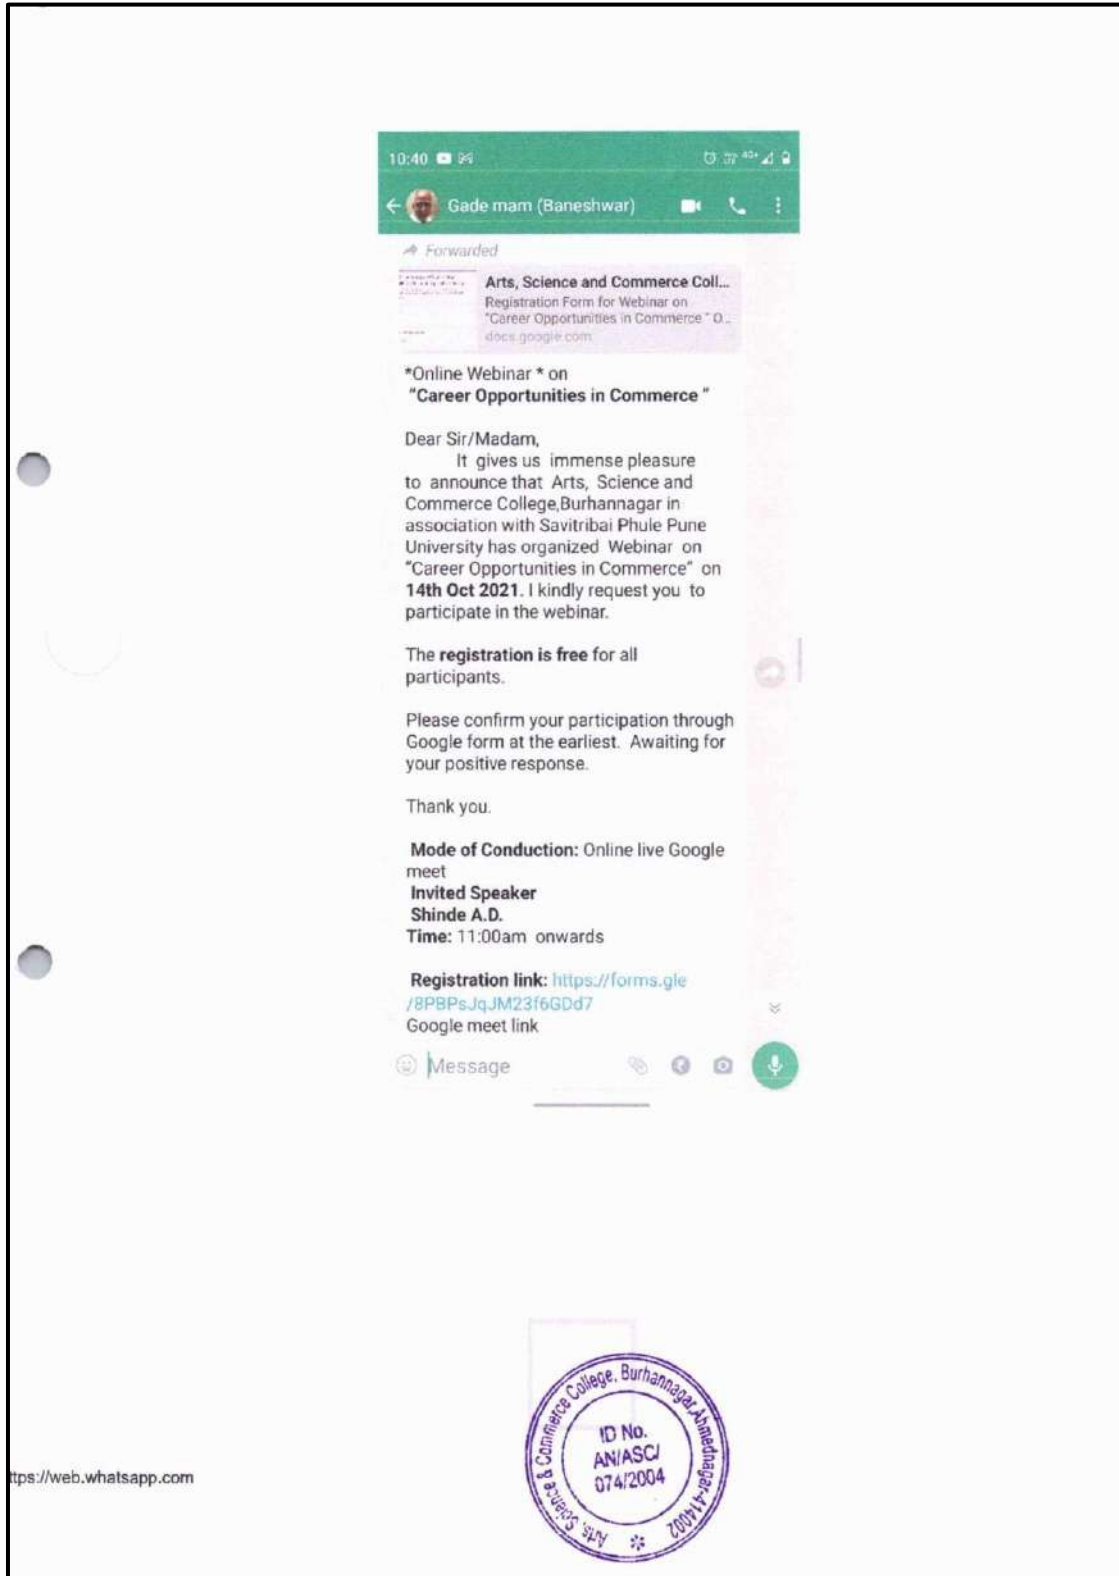 10:40
4G+
Gade mam (Baneshwar)
Forwarded
Arts, Science and Commerce Coll...
Registration Form for Webinar on
"Career Opportunities in Commerce " O...
docs.google.com
*Online Webinar * on
"Career Opportunities in Commerce "
Dear Sir/Madam,
It gives us immense pleasure
to announce that Arts, Science and
Commerce College,Burhannagar in
association with Savitribai Phule Pune
University has organized Webinar on
"Career Opportunities in Commerce" on
14th Oct 2021. I kindly request you to
participate in the webinar.
The registration is free for all
participants.
Please confirm your participation through
Google form at the earliest. Awaiting for
your positive response.
Thank you.
Mode of Conduction: Online live Google
meet
Invited Speaker
Shinde A.D.
Time: 11:00am onwards
Registration link: https://forms.gle
/8PBPsJqJM23f6GDd7
Google meet link
Message
Arts, Science & Commerce College, Burhannagar,Ahmednagar-414002
ID No.
AN/ASC/
074/2004
ttps://web.whatsapp.com